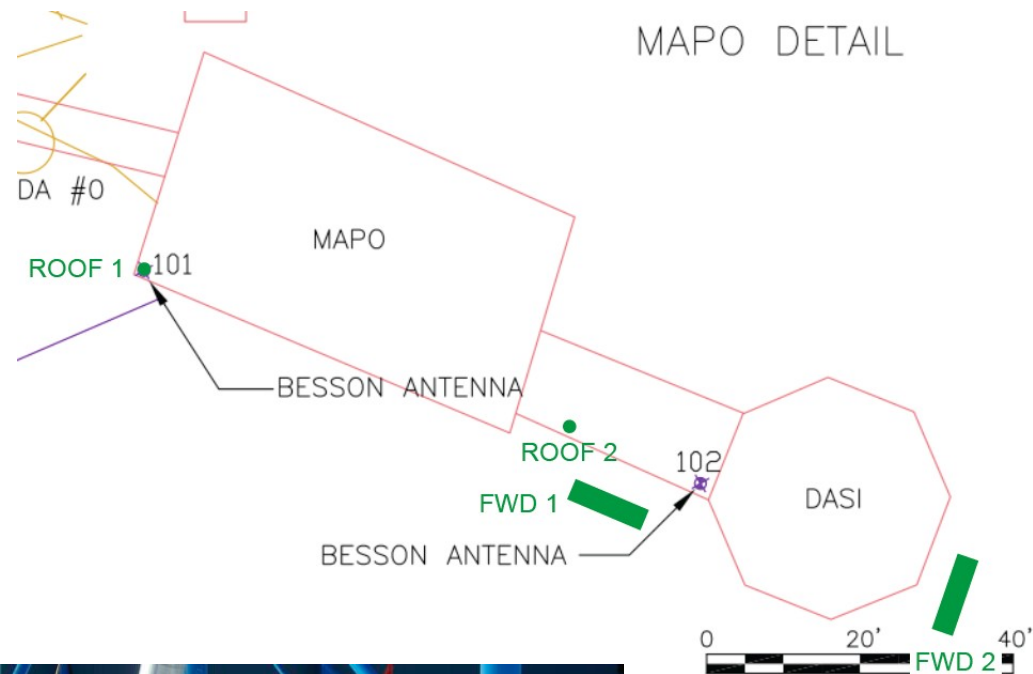 MAPO DETAIL
DA #0
MAPO
ROOF 1
101
BESSON ANTENNA
ROOF 2
102
FWD 1
DASI
BESSON ANTENNA
0 20' 40'
FWD 2